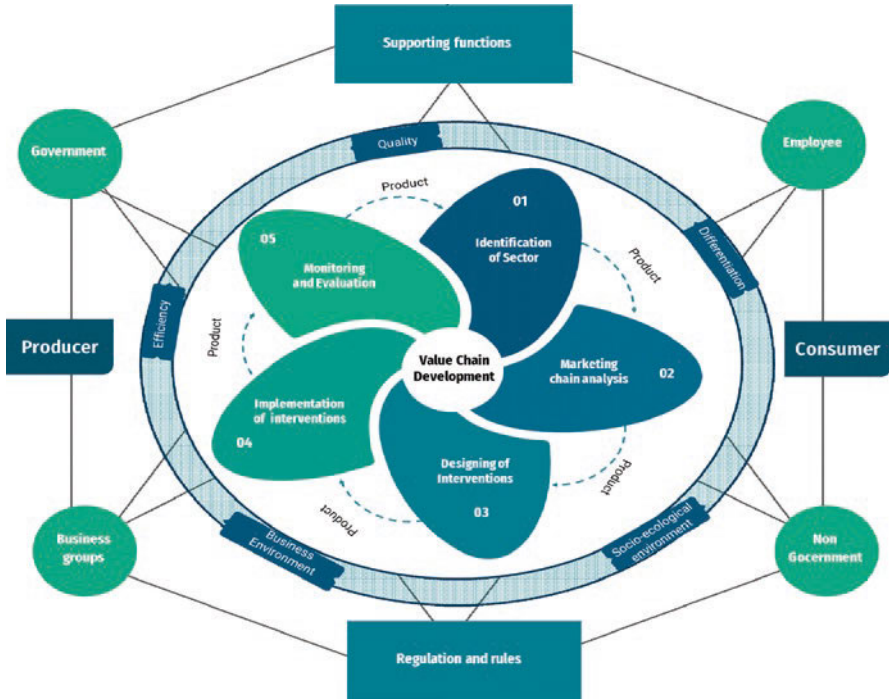 Supporting functions
Government
Employee
Quality
Product
01
Identification
of Sector
Product
Differentiation
05
Monitoring
and Evaluation
Efficiency
Product
Producer
Value Chain
Development
Marketing
chain analysis
02
Consumer
Implementation
of interventions
04
Designing of
Interventions
03
Product
Product
Business
Environment
Socio-ecological
environment
Business
groups
Non
Gocernment
Regulation and rules